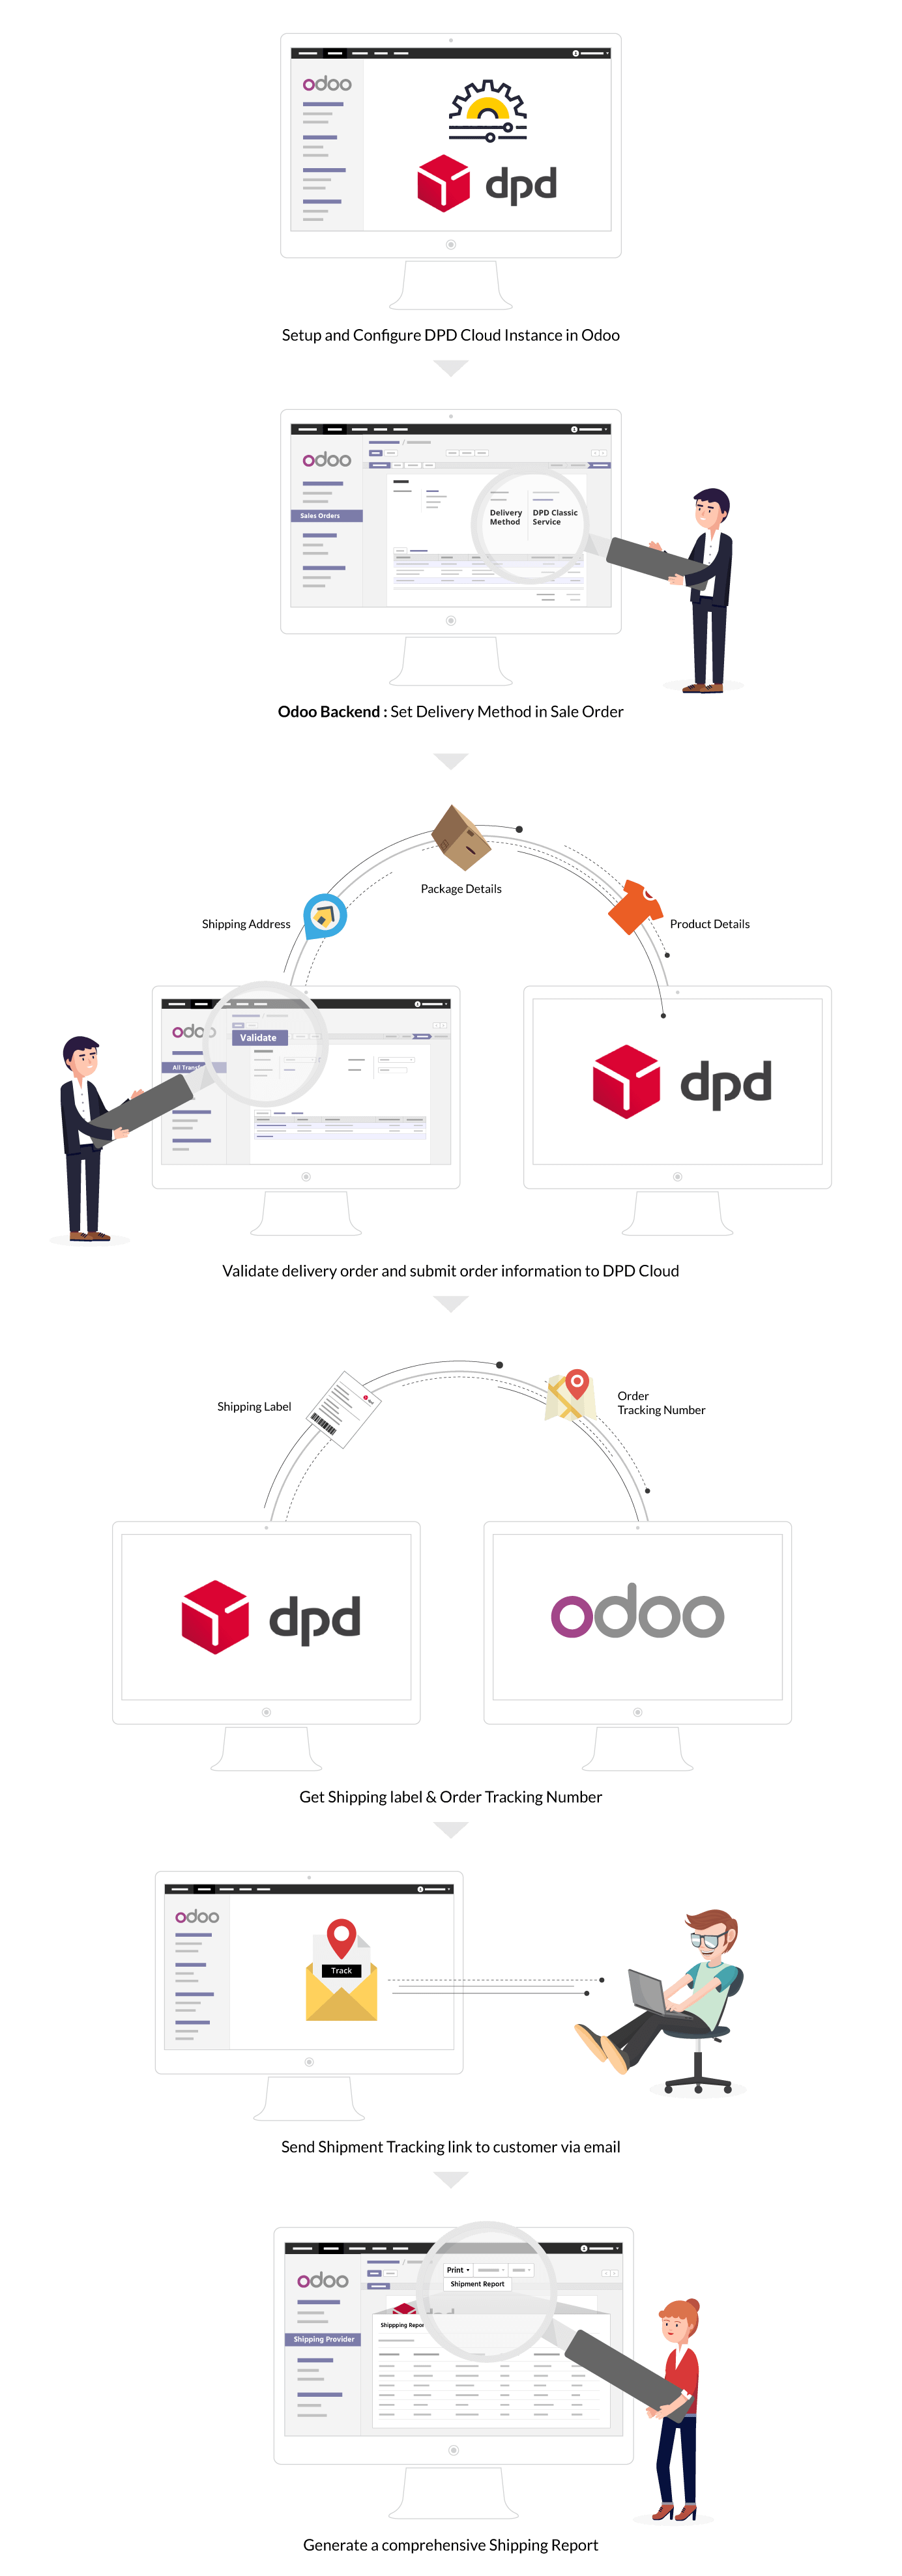 odoo
dpd
Setup and Configure DPD Cloud Instance in Odoo
odoo
Sales Orders
Delivery Method
DPD Classic Service
Odoo Backend : Set Delivery Method in Sale Order
Package Details
Shipping Address
Product Details
odoo
Validate
All Transf
dpd
Validate delivery order and submit order information to DPD Cloud
Shipping Label
Order
Tracking Number
dpd
odoo
Get Shipping label & Order Tracking Number
odoo
Track
Send Shipment Tracking link to customer via email
Print
Shipment Report
odoo
dpd
Shippping Repor
Shippping Provider
Generate a comprehensive Shipping Report